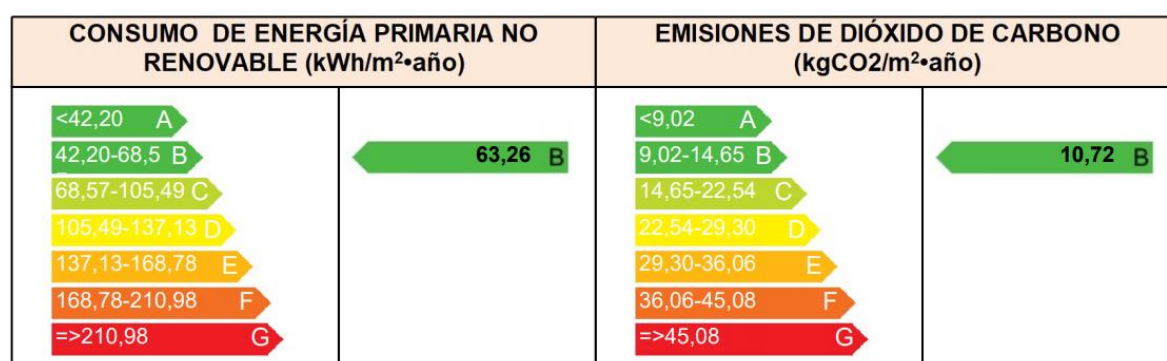 CONSUMO DE ENERGÍA PRIMARIA NO
RENOVABLE (kWh/m²•año)
<42,20 A
42,20-68,5 B
68,57-105,49 C
105,49-137,13 D
137,13-168,78 E
168,78-210,98 F
=>210,98 G
63,26 B
EMISIONES DE DIÓXIDO DE CARBONO
(kgCO2/m²•año)
<9,02 A
9,02-14,65 B
14,65-22,54 C
22,54-29,30 D
29,30-36,06 E
36,06-45,08 F
=>45,08 G
10,72 B